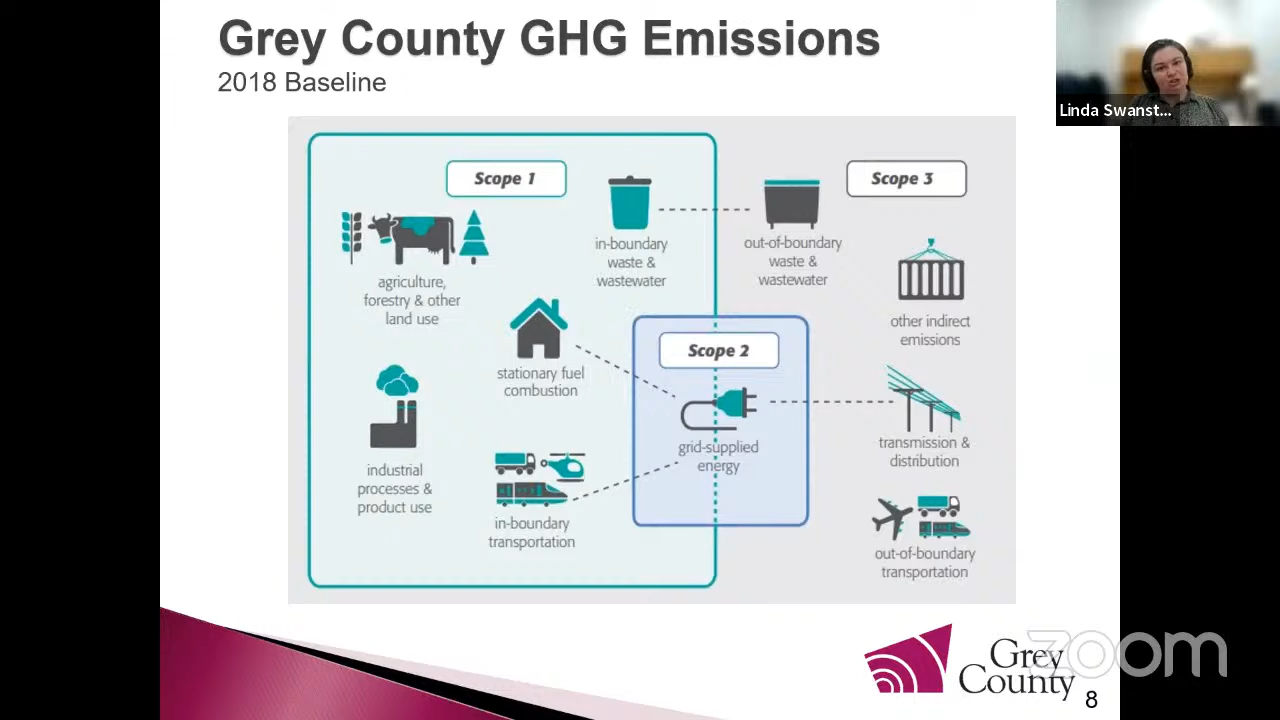 Grey County GHG Emissions
2018 Baseline
Linda Swanst...
Scope 1
Scope 3
in-boundary
waste &
wastewater
out-of-boundary
waste &
wastewater
agriculture,
forestry & other
land use
other indirect
emissions
Scope 2
stationary fuel
combustion
grid-supplied
energy
transmission &
distribution
industrial
processes &
product use
in-boundary
transportation
out-of-boundary
transportation
Grey
County
zoom
8